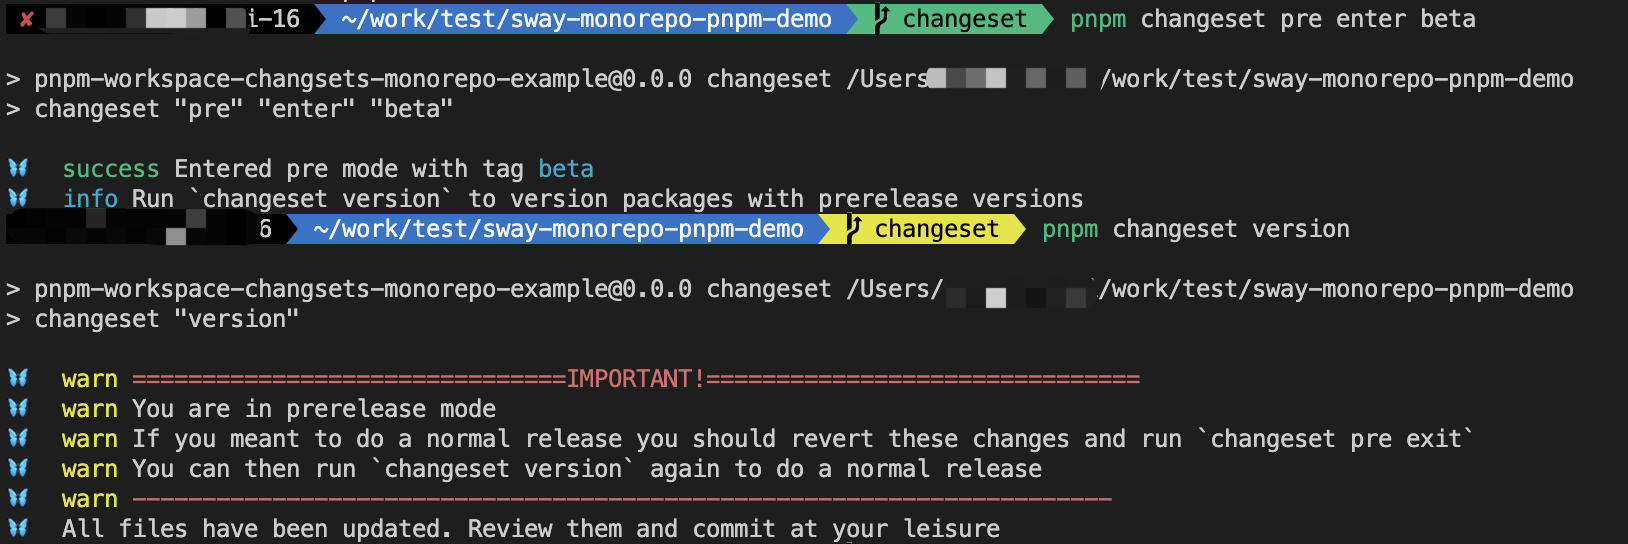 ✘ i-16 ~/work/test/sway-monorepo-pnpm-demo changeset pnpm changeset pre enter beta
> pnpm-workspace-changsets-monorepo-example@0.0.0 changeset /Users /work/test/sway-monorepo-pnpm-demo
> changeset "pre" "enter" "beta"
🦋 success Entered pre mode with tag beta
🦋 info Run `changeset version` to version packages with prerelease versions
6 ~/work/test/sway-monorepo-pnpm-demo changeset pnpm changeset version
> pnpm-workspace-changsets-monorepo-example@0.0.0 changeset /Users/ /work/test/sway-monorepo-pnpm-demo
> changeset "version"
🦋 warn ===============================IMPORTANT!===============================
🦋 warn You are in prerelease mode
🦋 warn If you meant to do a normal release you should revert these changes and run `changeset pre exit`
🦋 warn You can then run `changeset version` again to do a normal release
🦋 warn ----------------------------------------------------------------------
🦋 All files have been updated. Review them and commit at your leisure